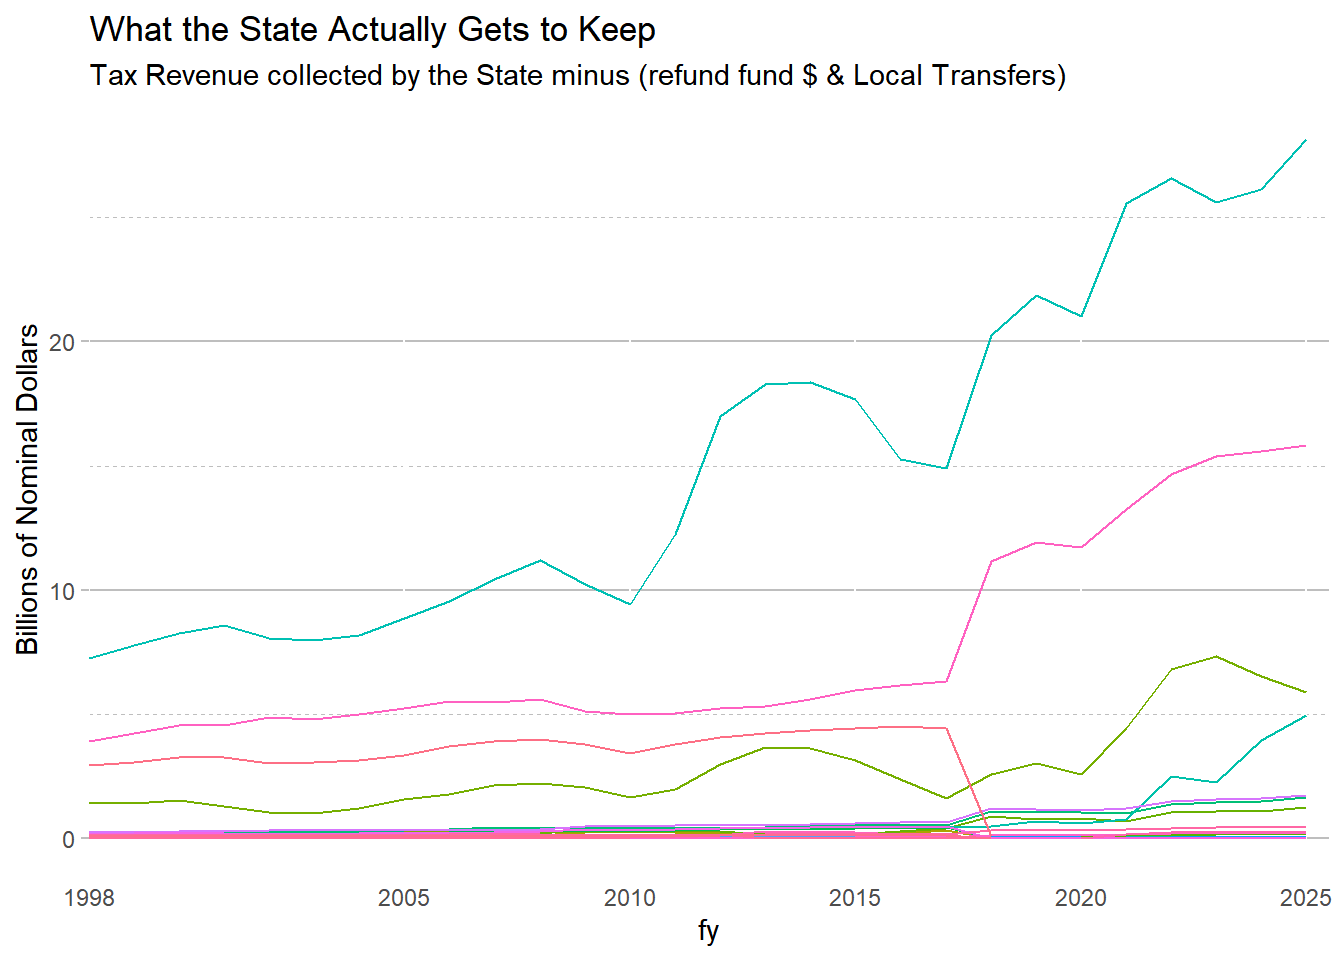 What the State Actually Gets to Keep
Tax Revenue collected by the State minus (refund fund $ & Local Transfers)
Billions of Nominal Dollars
20
10
0
1998
2005
2010
2015
2020
2025
fy